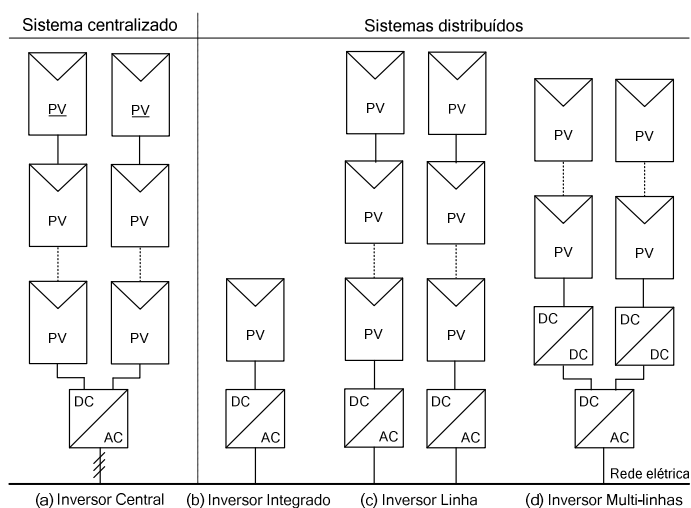 Sistema centralizado
Sistemas distribuídos
PV
PV
PV
PV
PV
PV
DC
AC
PV
DC
AC
PV
PV
PV
PV
PV
PV
DC
AC
DC
AC
PV
PV
PV
PV
DC
DC
DC
DC
DC
AC
Rede elétrica
(a) Inversor Central
(b) Inversor Integrado
(c) Inversor Linha
(d) Inversor Multi-linhas